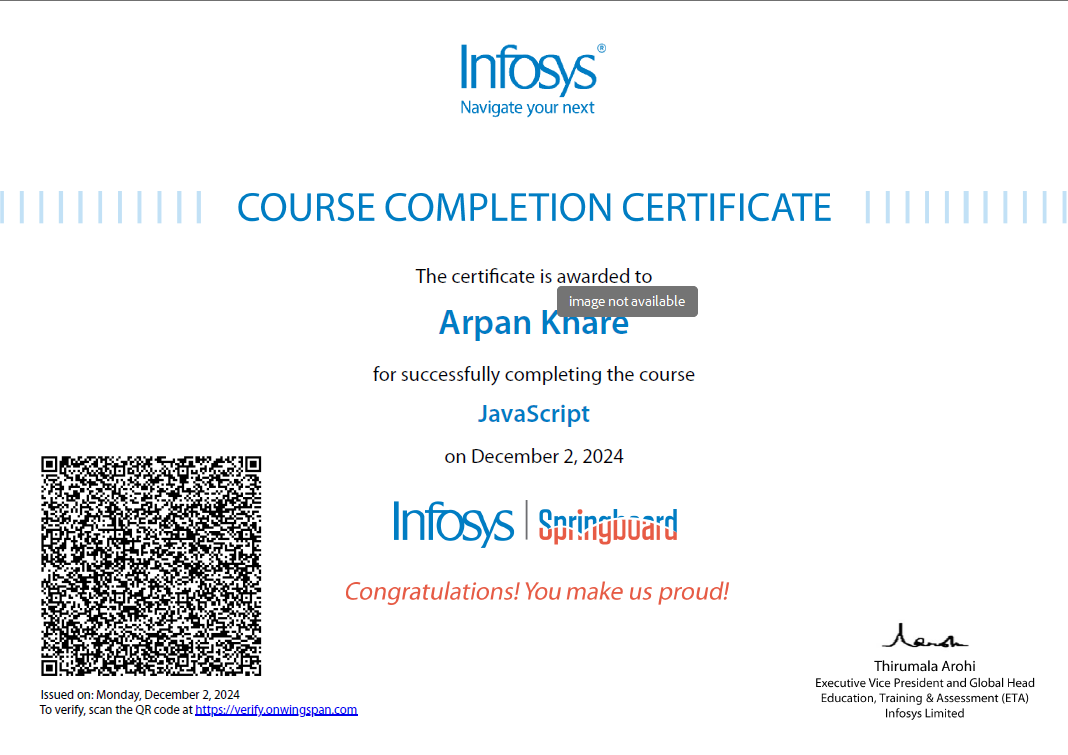 Infosys®
Navigate your next
COURSE COMPLETION CERTIFICATE
The certificate is awarded to
image not available
Arpan Khare
for successfully completing the course
JavaScript
on December 2, 2024
Infosys | Springboard
Congratulations! You make us proud!
Thirumala Arohi
Executive Vice President and Global Head
Education, Training & Assessment (ETA)
Infosys Limited
Issued on: Monday, December 2, 2024
To verify, scan the QR code at https://verify.onwingspan.com